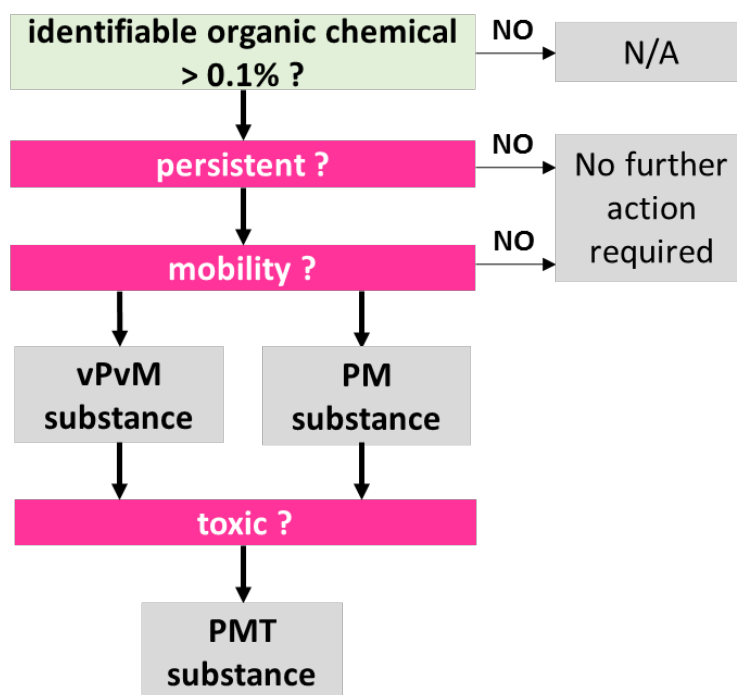 identifiable organic chemical
> 0.1% ?
NO
N/A
persistent ?
NO
No further
action
required
mobility ?
NO
vPvM
substance
PM
substance
toxic ?
PMT
substance